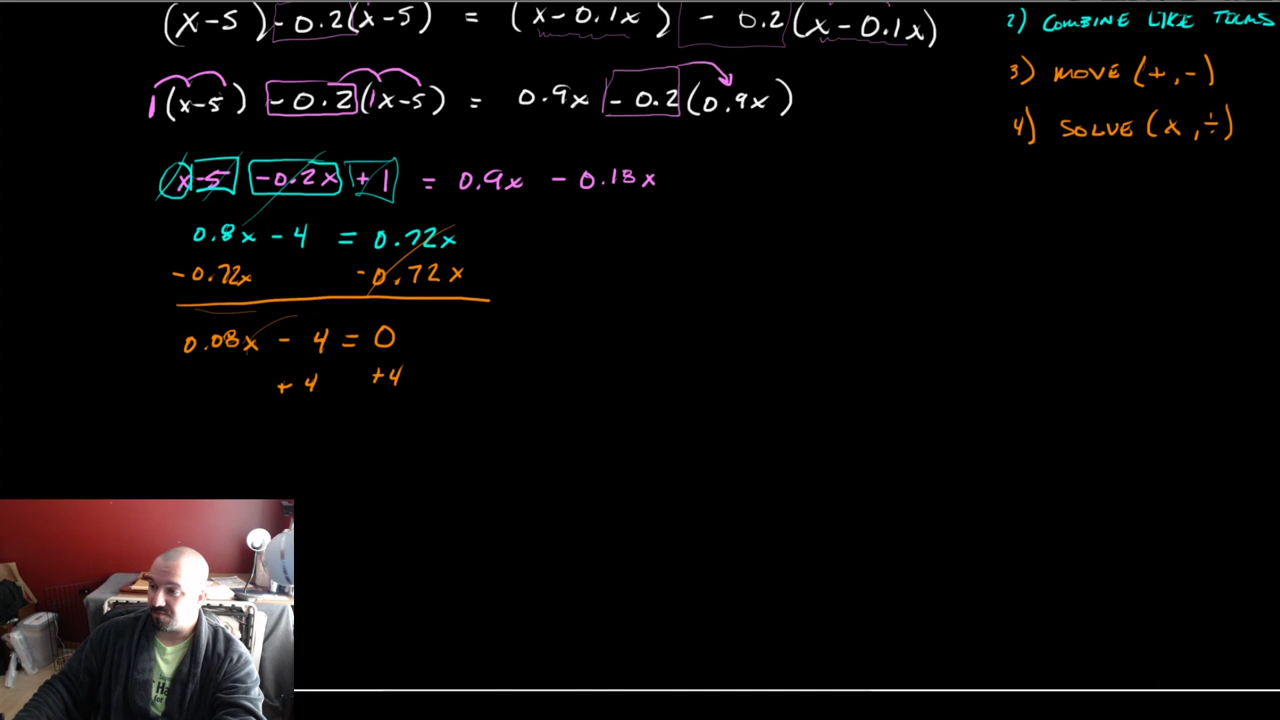 (x-5) -0.2(x-5) = (x-0.1x) - 0.2(x-0.1x)
2) COMBINE LIKE TERMS
3) MOVE (+,-)
4) SOLVE (x,÷)
1(x-5) -0.2(1x-5) = 0.9x -0.2(0.9x)
x -5 -0.2x +1 = 0.9x - 0.18x
0.8x - 4 = 0.72x
-0.72x -0.72x
0.08x - 4 = 0
+4 +4